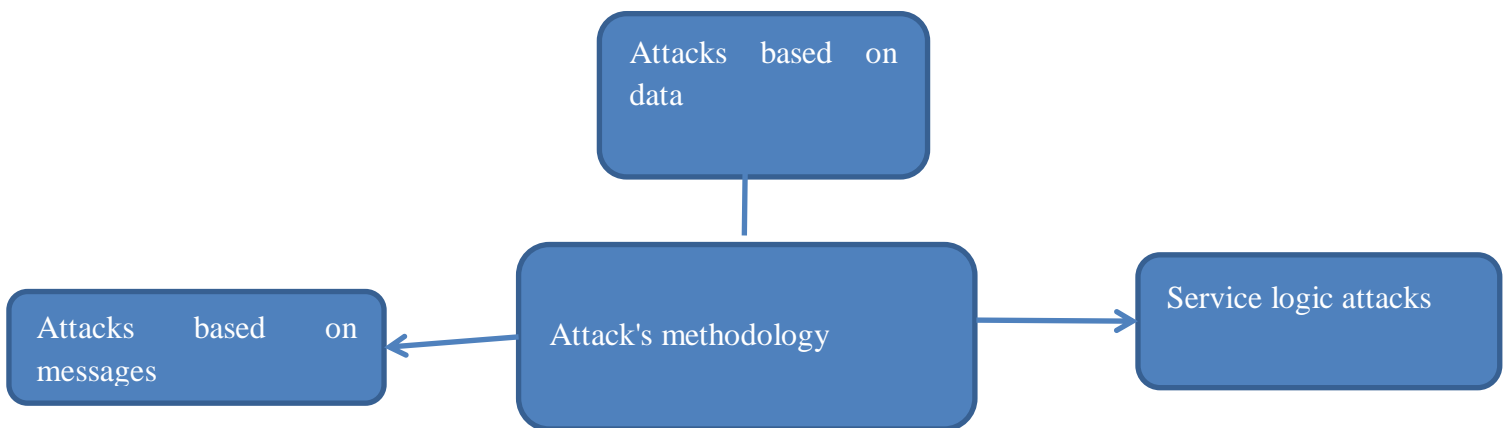 Attacks based on
data
Attack's methodology
Service logic attacks
Attacks based on
messages